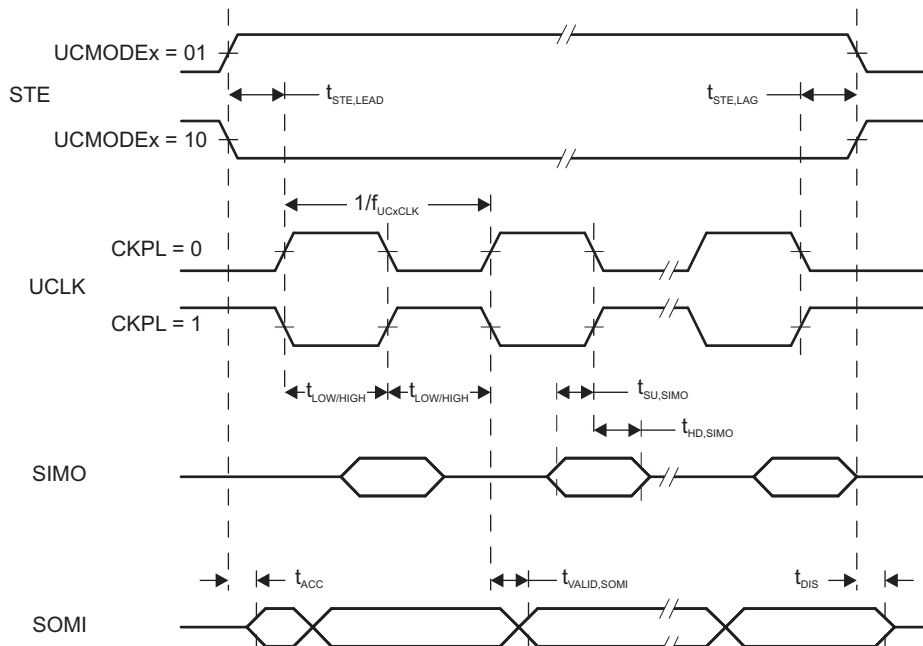 UCMODEx = 01
STE
t_STE,LEAD
t_STE,LAG
UCMODEx = 10
1/f_UCxCLK
CKPL = 0
UCLK
CKPL = 1
t_LOW/HIGH t_LOW/HIGH
t_SU,SIMO
t_HD,SIMO
SIMO
t_ACC
t_VALID,SOMI
t_DIS
SOMI